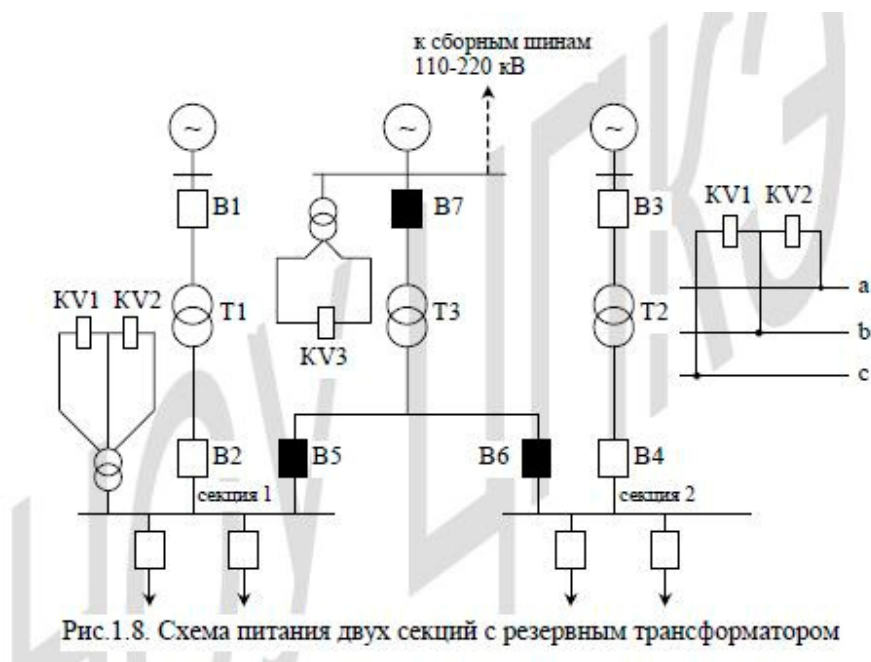 к сборным шинам
110-220 кВ
~
~
~
В1
В7
В3
KV1
KV2
KV1
KV2
Т1
Т3
Т2
a
b
c
KV3
В2
В5
В6
В4
секция 1
секция 2
Рис.1.8. Схема питания двух секций с резервным трансформатором